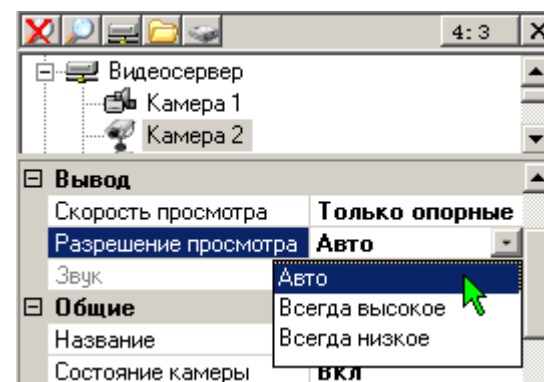 4:3
Видеосервер
Камера 1
Камера 2
Вывод
Скорость просмотра Только опорные
Разрешение просмотра Авто
Звук
Авто
Всегда высокое
Общие
Название
Всегда низкое
Состояние камеры Вкл